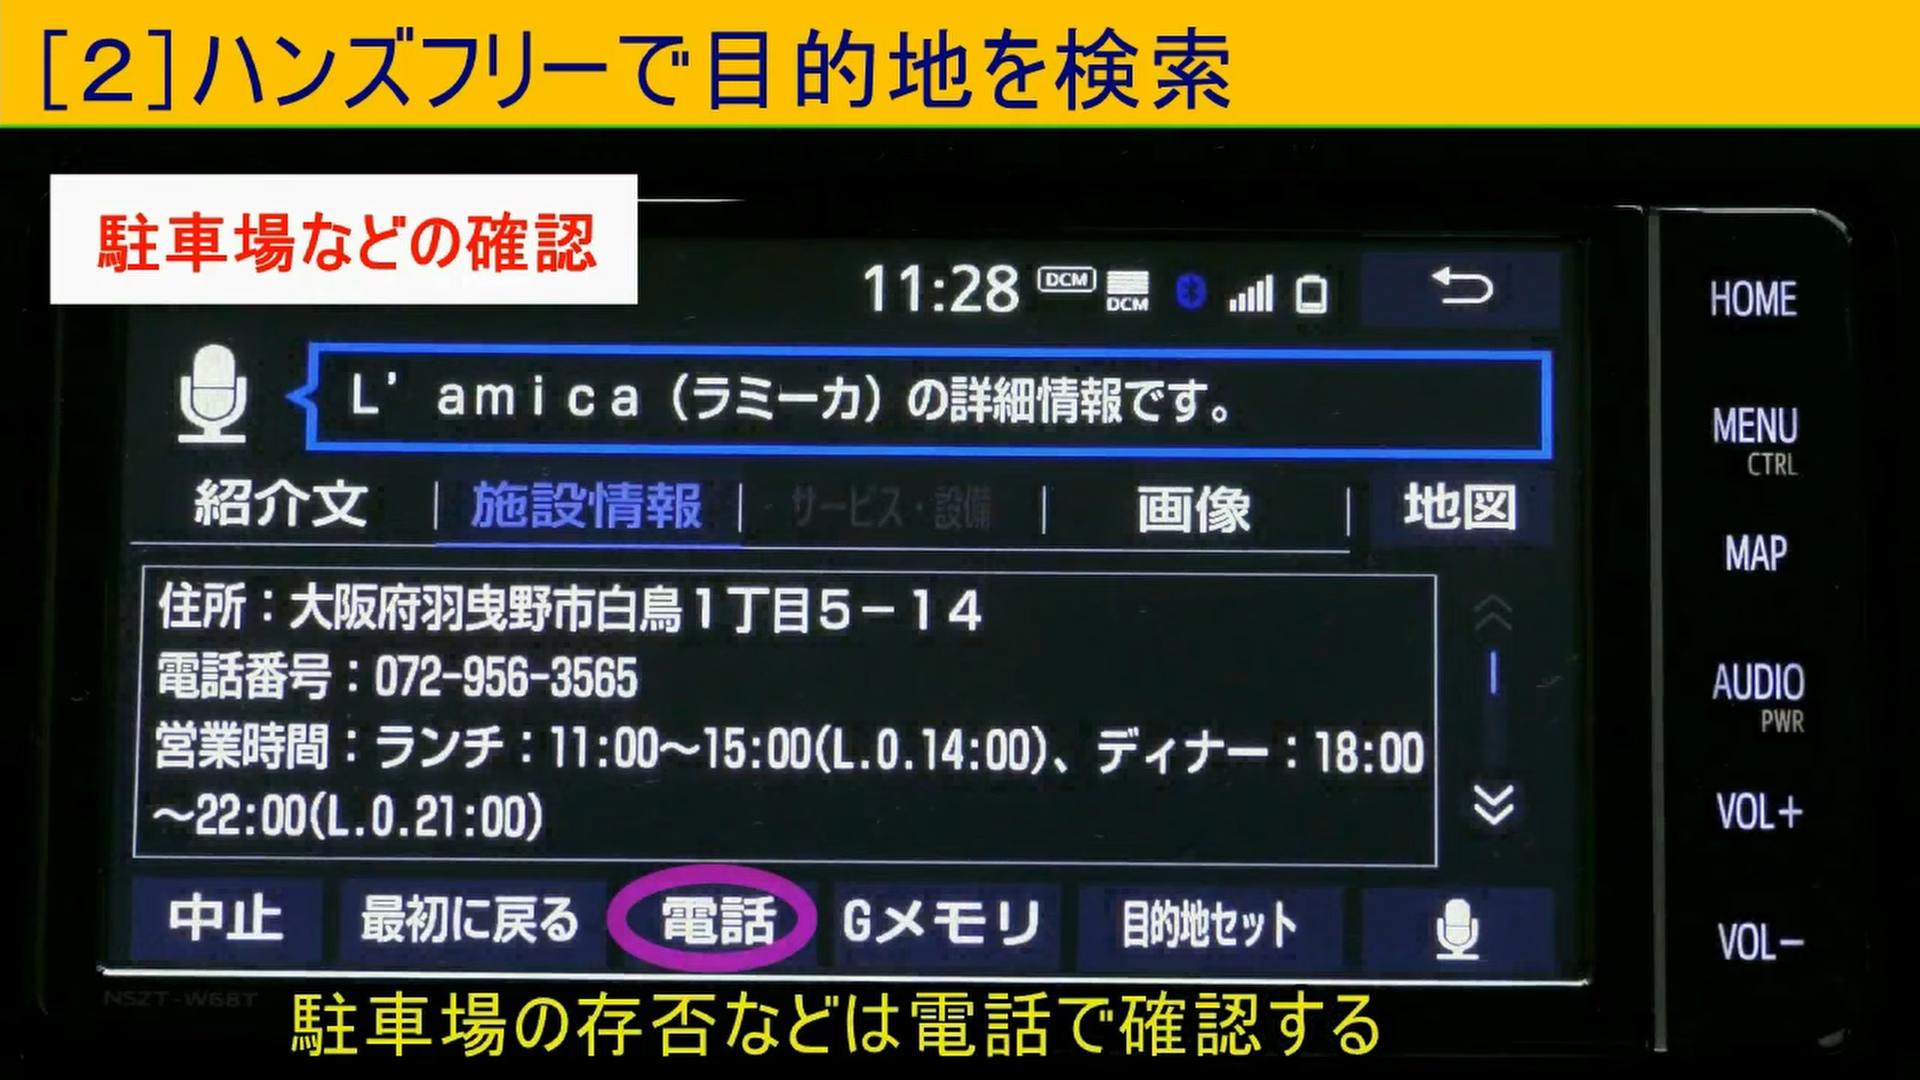 [2]ハンズフリーで目的地を検索
駐車場などの確認
11:28 DCM DCM
L’amica（ラミーカ）の詳細情報です。
紹介文 施設情報 サービス・設備 画像 地図
住所：大阪府羽曳野市白鳥１丁目５－１４
電話番号：072-956-3565
営業時間：ランチ：11:00～15:00(L.O.14:00)、ディナー：18:00
～22:00(L.O.21:00)
中止 最初に戻る 電話 Gメモリ 目的地セット
HOME
MENU
CTRL
MAP
AUDIO
PWR
VOL+
VOL−
NSZT-W68T
駐車場の存否などは電話で確認する